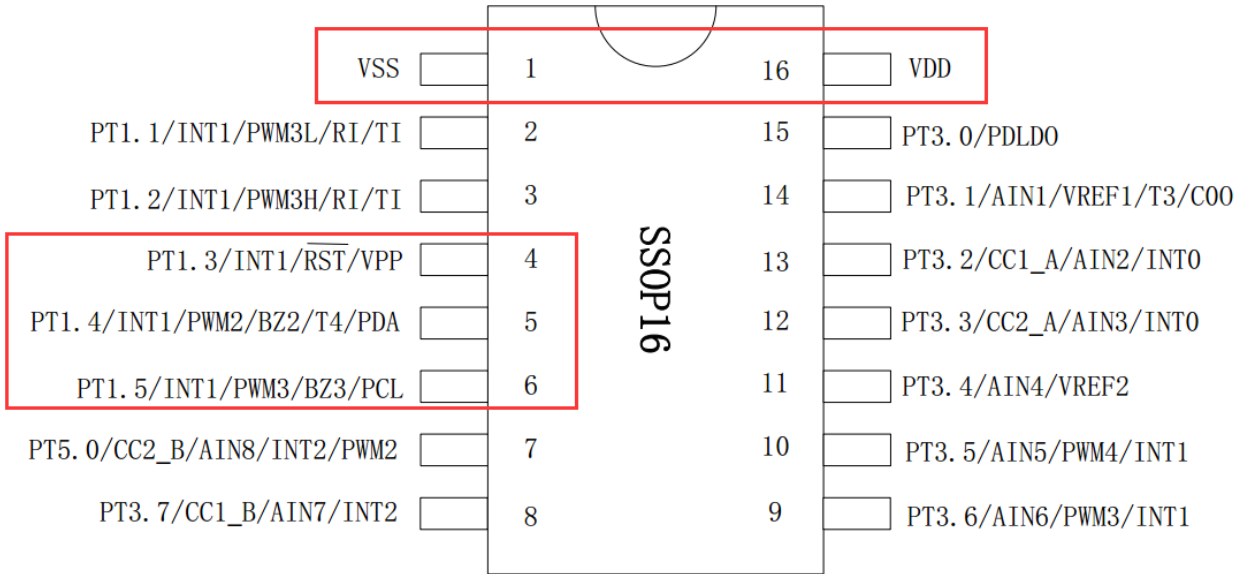 VSS 1 16 VDD
PT1.1/INT1/PWM3L/RI/TI 2 15 PT3.0/PDLDO
PT1.2/INT1/PWM3H/RI/TI 3 14 PT3.1/AIN1/VREF1/T3/C0O
PT1.3/INT1/R̅S̅T̅/VPP 4 13 PT3.2/CC1_A/AIN2/INT0
PT1.4/INT1/PWM2/BZ2/T4/PDA 5 12 PT3.3/CC2_A/AIN3/INT0
PT1.5/INT1/PWM3/BZ3/PCL 6 11 PT3.4/AIN4/VREF2
PT5.0/CC2_B/AIN8/INT2/PWM2 7 10 PT3.5/AIN5/PWM4/INT1
PT3.7/CC1_B/AIN7/INT2 8 9 PT3.6/AIN6/PWM3/INT1
SSOP16